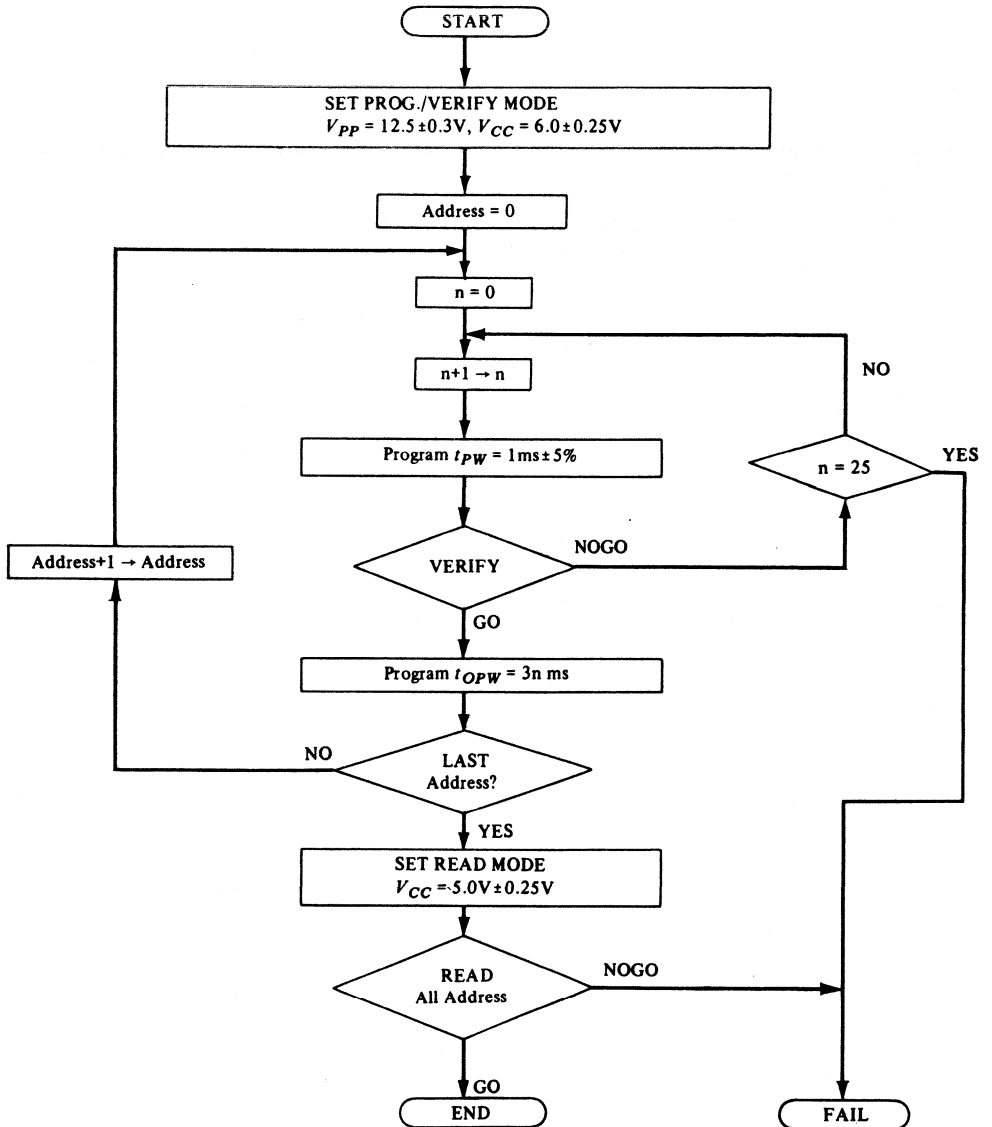 START
SET PROG./VERIFY MODE
VPP = 12.5±0.3V, VCC = 6.0±0.25V
Address = 0
n = 0
n+1 → n
NO
Program tPW = 1ms±5%
n = 25
YES
Address+1 → Address
VERIFY
NOGO
GO
Program tOPW = 3n ms
NO
LAST
Address?
YES
SET READ MODE
VCC = 5.0V±0.25V
READ
All Address
NOGO
GO
END
FAIL